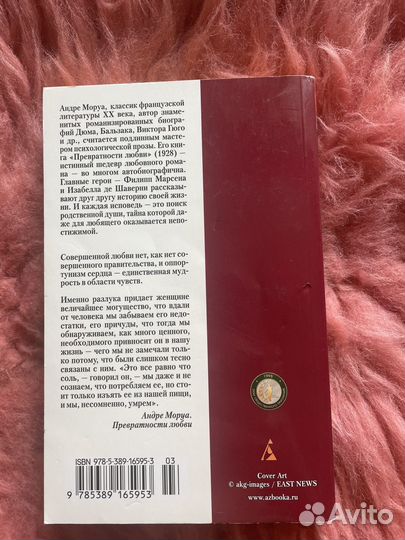 Андре Моруа, классик французской
литературы XX века, автор знаме-
нитых романизированных биогра-
фий Дюма, Бальзака, Виктора Гюго
и др., считается подлинным масте-
ром психологической прозы. Его кни-
га «Превратности любви» (1928) —
истинный шедевр любовного рома-
на — во многом автобиографична.
Главные герои — Филипп Марсена
и Изабелла де Шаверни рассказы-
вают друг другу историю своей жиз-
ни. И каждая исповедь — это поиск
родственной души, тайна которой да-
же для любящего оказывается непо-
стижимой.
Совершенной любви нет, как нет со-
вершенного правительства, и оппор-
тунизм сердца — единственная муд-
рость в области чувств.
Именно разлука придает женщине
величайшее могущество, что вдали
от человека мы забываем его недо-
статки, его причуды, что тогда мы
обнаруживаем, как много ценного,
необходимого привносит он в нашу
жизнь — чего мы не замечали толь-
ко потому, что были слишком тесно
связаны с ним. «Это все равно что
соль, — говорил он, — мы даже и не
сознаем, что потребляем ее, но сто-
ит только изъять ее из нашей пищи,
и мы, несомненно, умрем».
Андре Моруа.
Превратности любви
ISBN 978-5-389-16595-3
03
9 785389 165953
Cover Art
© akg-images / EAST NEWS
www.azbooka.ru
Avito